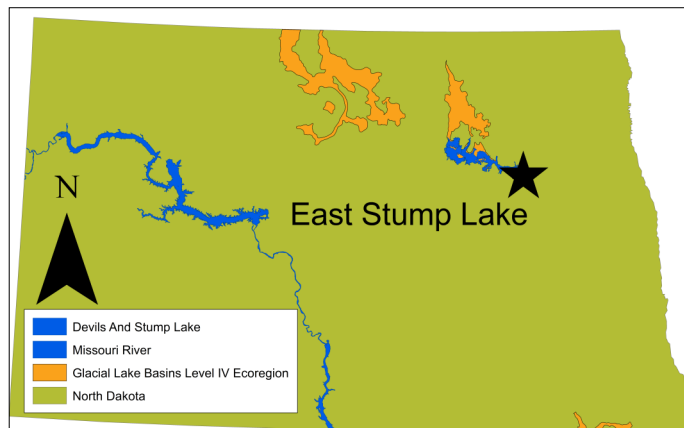 N
East Stump Lake
Devils And Stump Lake
Missouri River
Glacial Lake Basins Level IV Ecoregion
North Dakota